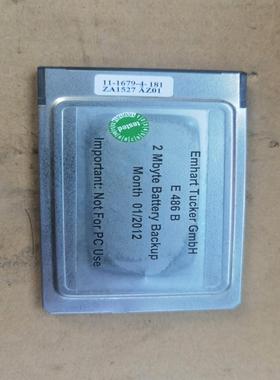 11-1679-4-181
ZA1527 AZ01
tested
Emhart Tucker GmbH
E 486 B
2 Mbyte Battery Backup
Month 01/2012
Important: Not For PC Use